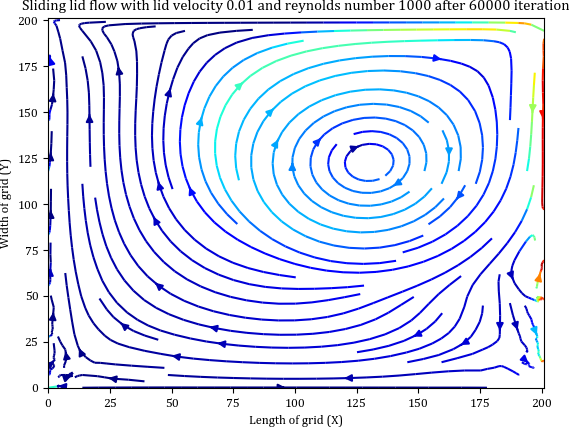 Sliding lid flow with lid velocity 0.01 and reynolds number 1000 after 60000 iteration
200
175
150
125
100
75
50
25
0
Width of grid (Y)
0 25 50 75 100 125 150 175 200
Length of grid (X)